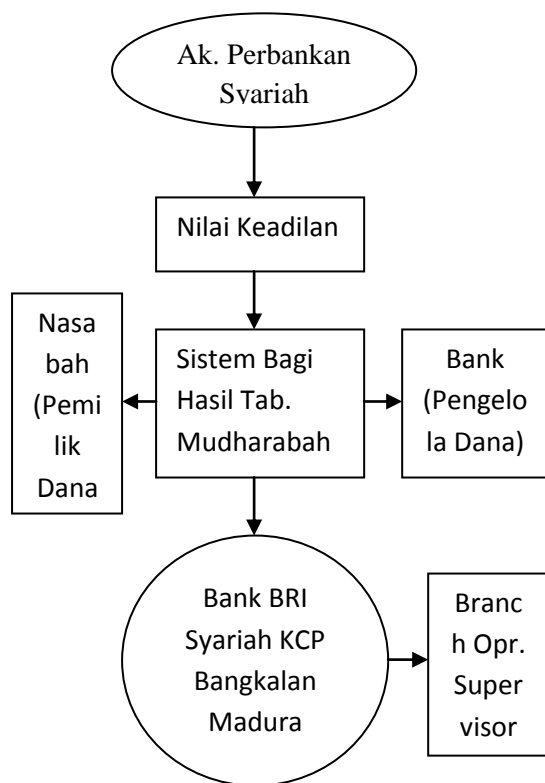 Ak. Perbankan
Syariah
Nilai Keadilan
Nasa
bah
(Pemi
lik
Dana
Sistem Bagi
Hasil Tab.
Mudharabah
Bank
(Pengelo
la Dana)
Bank BRI
Syariah KCP
Bangkalan
Madura
Branc
h Opr.
Super
visor